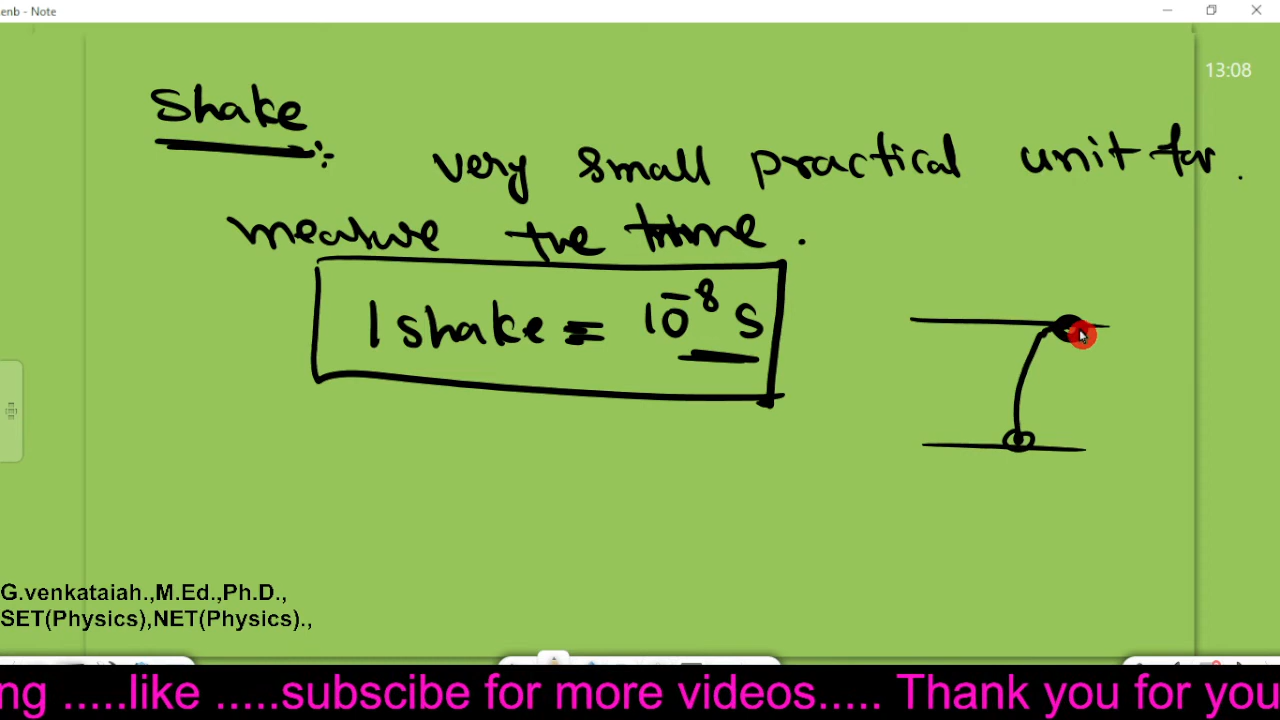 enb - Note
13:08
Shake :-
very small practical unit for .
measure the time .
1 shake = 10⁻⁸ S
G.venkataiah.,M.Ed.,Ph.D.,
SET(Physics),NET(Physics).,
ng .....like .....subscibe for more videos..... Thank you for you